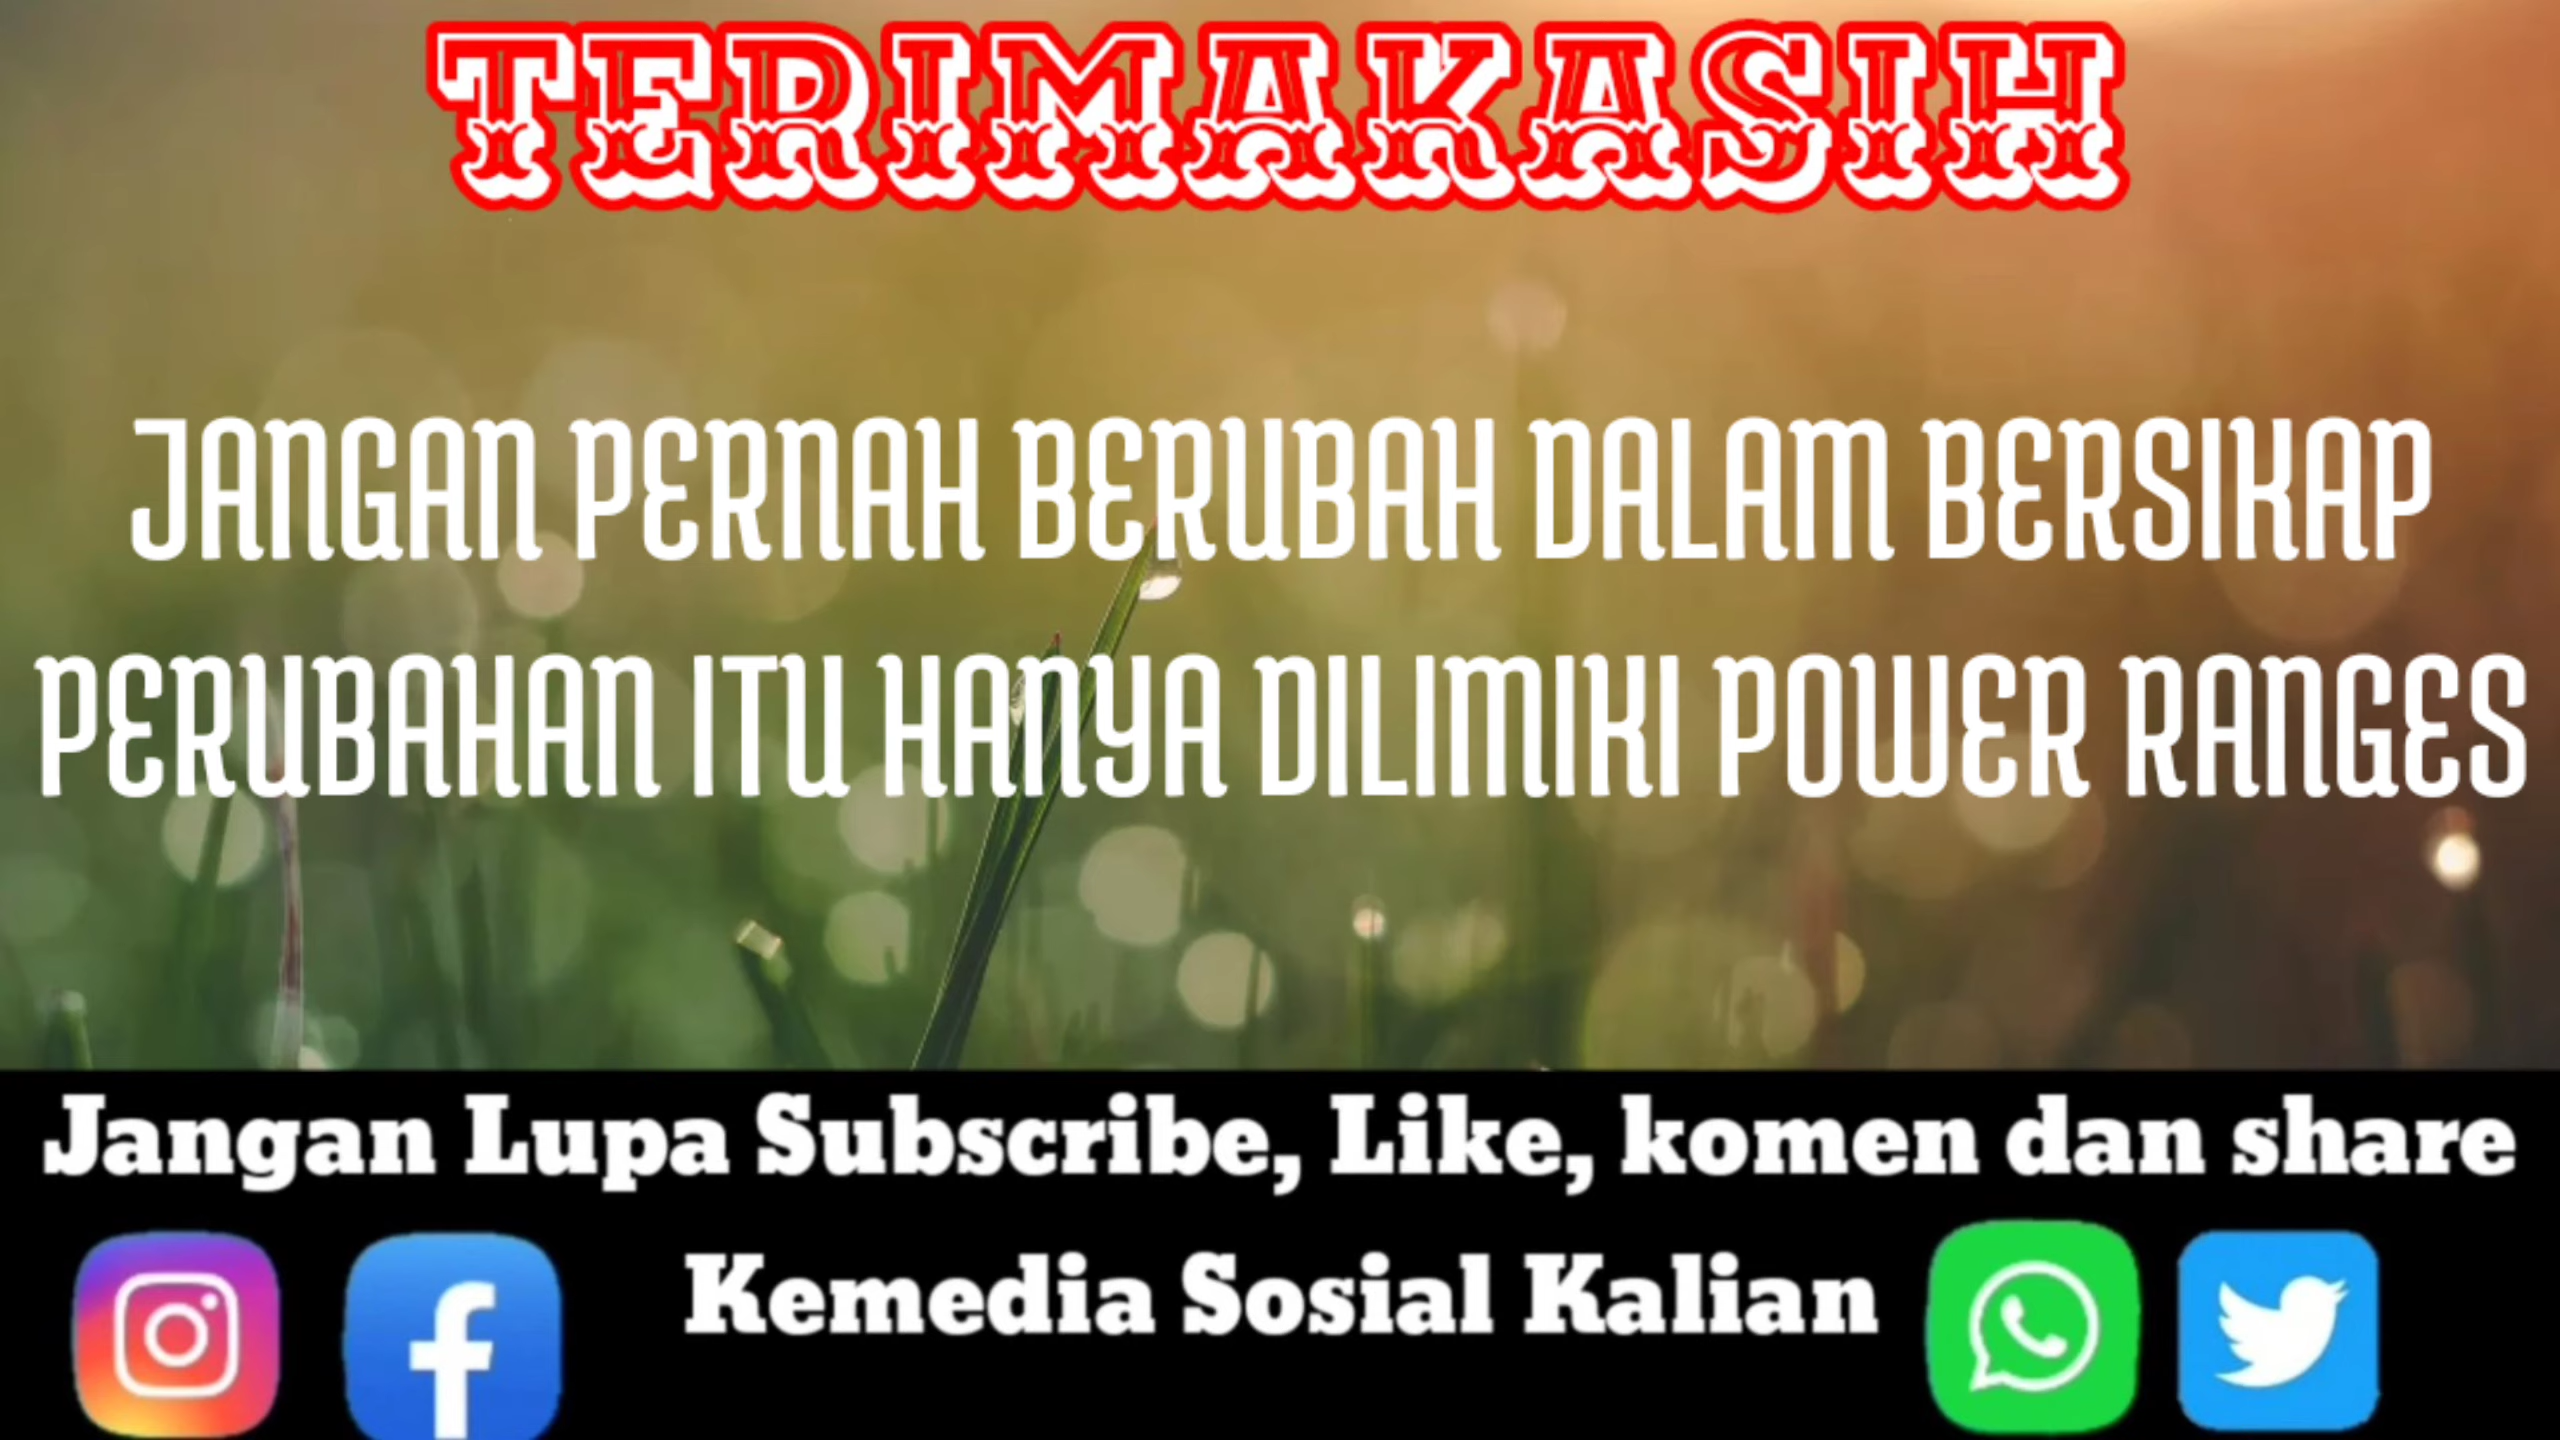 TERIMAKASIH
JANGAN PERNAH BERUBAH DALAM BERSIKAP
PERUBAHAN ITU HANYA DILIMIKI POWER RANGES
Jangan Lupa Subscribe, Like, komen dan share
Kemedia Sosial Kalian